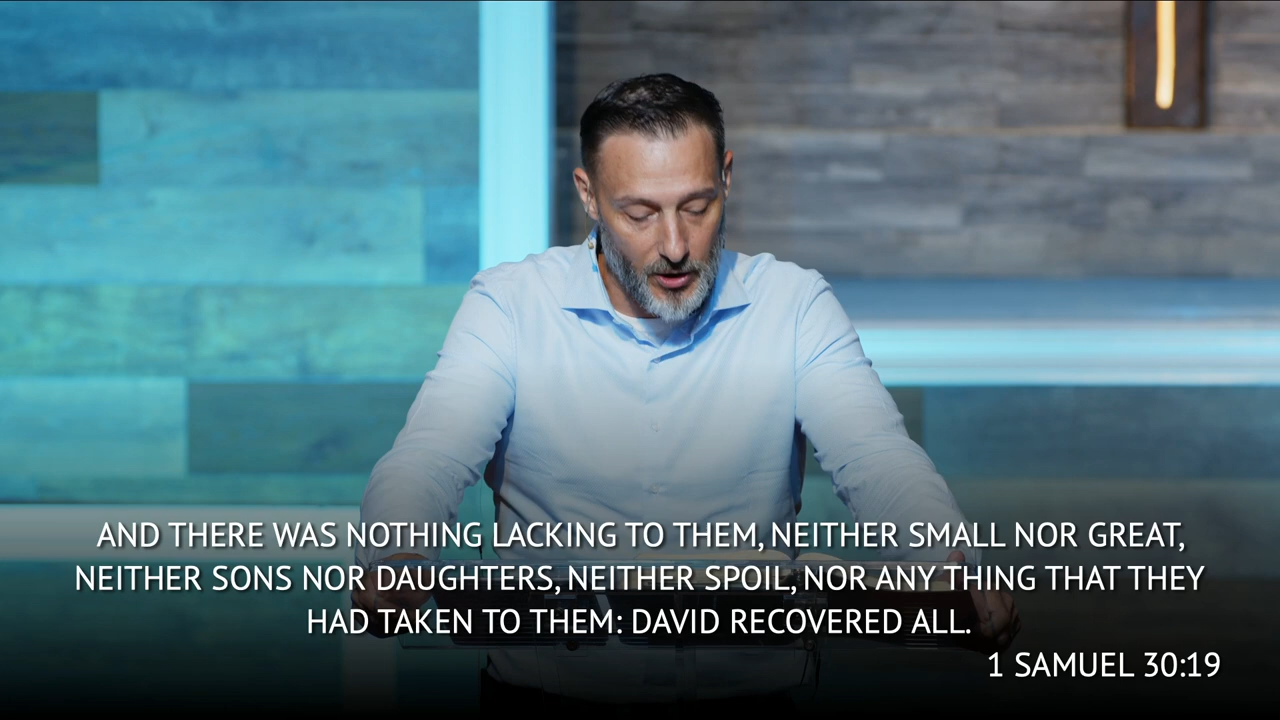 AND THERE WAS NOTHING LACKING TO THEM, NEITHER SMALL NOR GREAT,
NEITHER SONS NOR DAUGHTERS, NEITHER SPOIL, NOR ANY THING THAT THEY
HAD TAKEN TO THEM: DAVID RECOVERED ALL.
1 SAMUEL 30:19